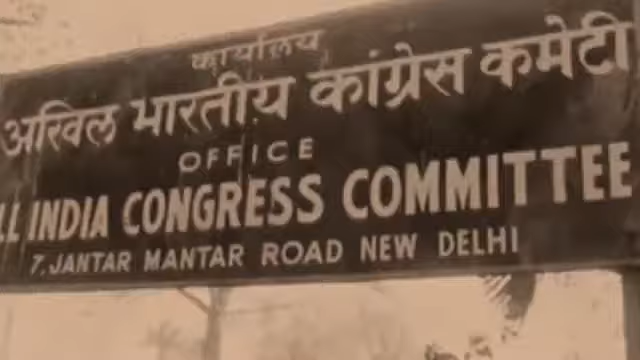 कार्यालय
अखिल भारतीय कांग्रेस कमेटी
OFFICE
LL INDIA CONGRESS COMMITTEE
7, JANTAR MANTAR ROAD NEW DELHI